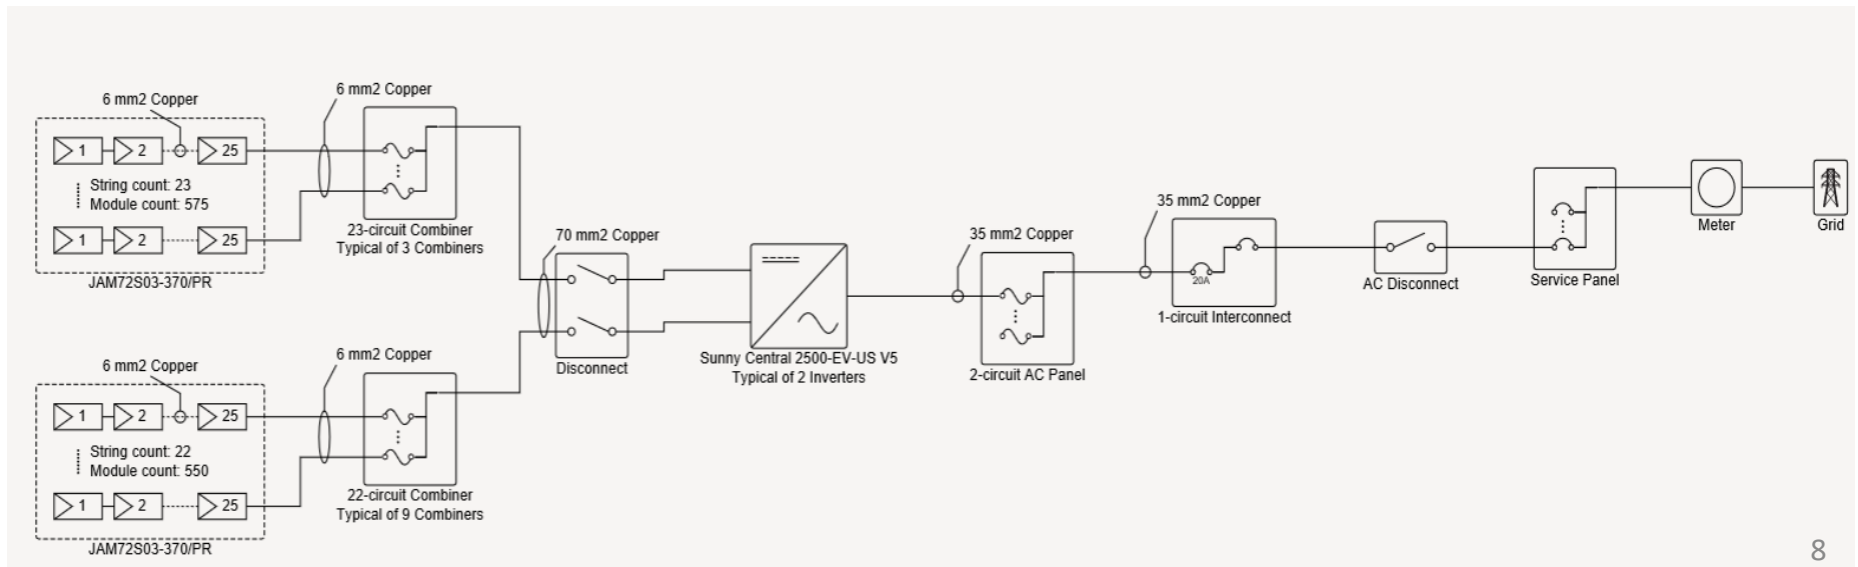 6 mm2 Copper
6 mm2 Copper
1
2
25
String count: 23
Module count: 575
1
2
25
JAM72S03-370/PR
23-circuit Combiner
Typical of 3 Combiners
6 mm2 Copper
6 mm2 Copper
1
2
25
String count: 22
Module count: 550
1
2
25
JAM72S03-370/PR
22-circuit Combiner
Typical of 9 Combiners
70 mm2 Copper
Disconnect
Sunny Central 2500-EV-US V5
Typical of 2 Inverters
35 mm2 Copper
2-circuit AC Panel
35 mm2 Copper
20A
1-circuit Interconnect
AC Disconnect
Service Panel
Meter
Grid
8